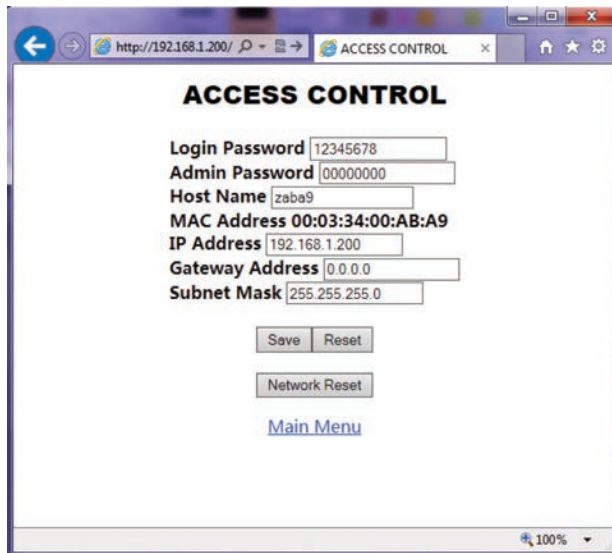 http://192.168.1.200/
ACCESS CONTROL
ACCESS CONTROL
Login Password 12345678
Admin Password 00000000
Host Name zaba9
MAC Address 00:03:34:00:AB:A9
IP Address 192.168.1.200
Gateway Address 0.0.0.0
Subnet Mask 255.255.255.0
Save Reset
Network Reset
Main Menu
100%